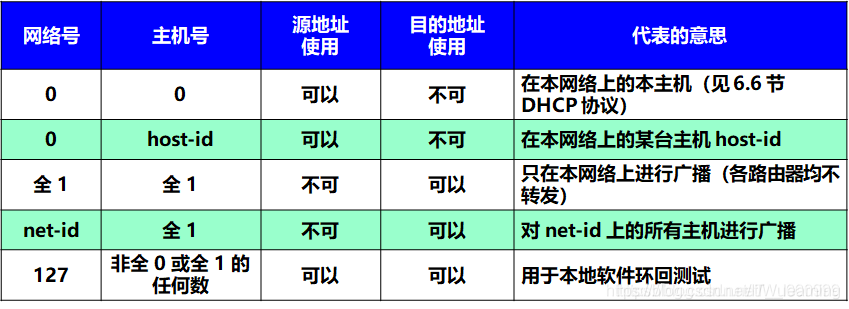 网络号 主机号 源地址使用 目的地址使用 代表的意思
0 0 可以 不可 在本网络上的本主机（见 6.6 节
DHCP 协议）
0 host-id 可以 不可 在本网络上的某台主机 host-id
全 1 全 1 不可 可以 只在本网络上进行广播（各路由器均不
转发）
net-id 全 1 不可 可以 对 net-id 上的所有主机进行广播
127 非全 0 或全 1 的
任何数 可以 可以 用于本地软件环回测试